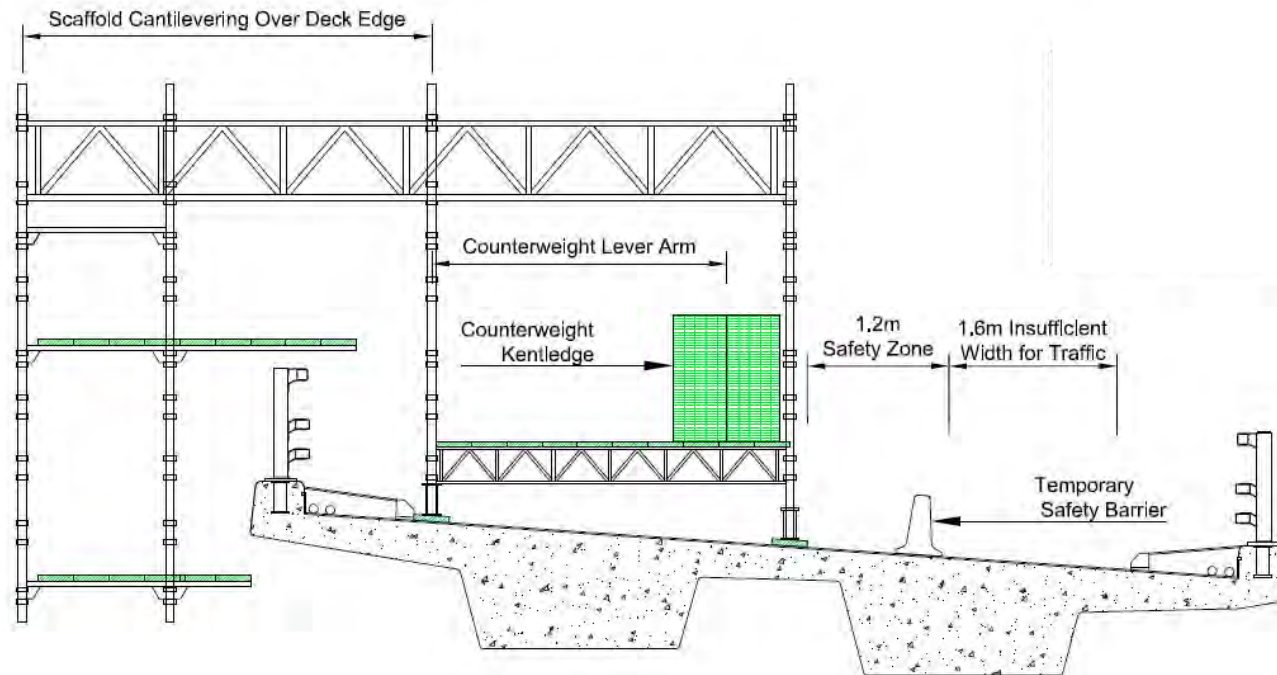 Scaffold Cantilevering Over Deck Edge
Counterweight Lever Arm
Counterweight
Kentledge
1.2m
Safety Zone
1.6m Insufficient
Width for Traffic
Temporary
Safety Barrier